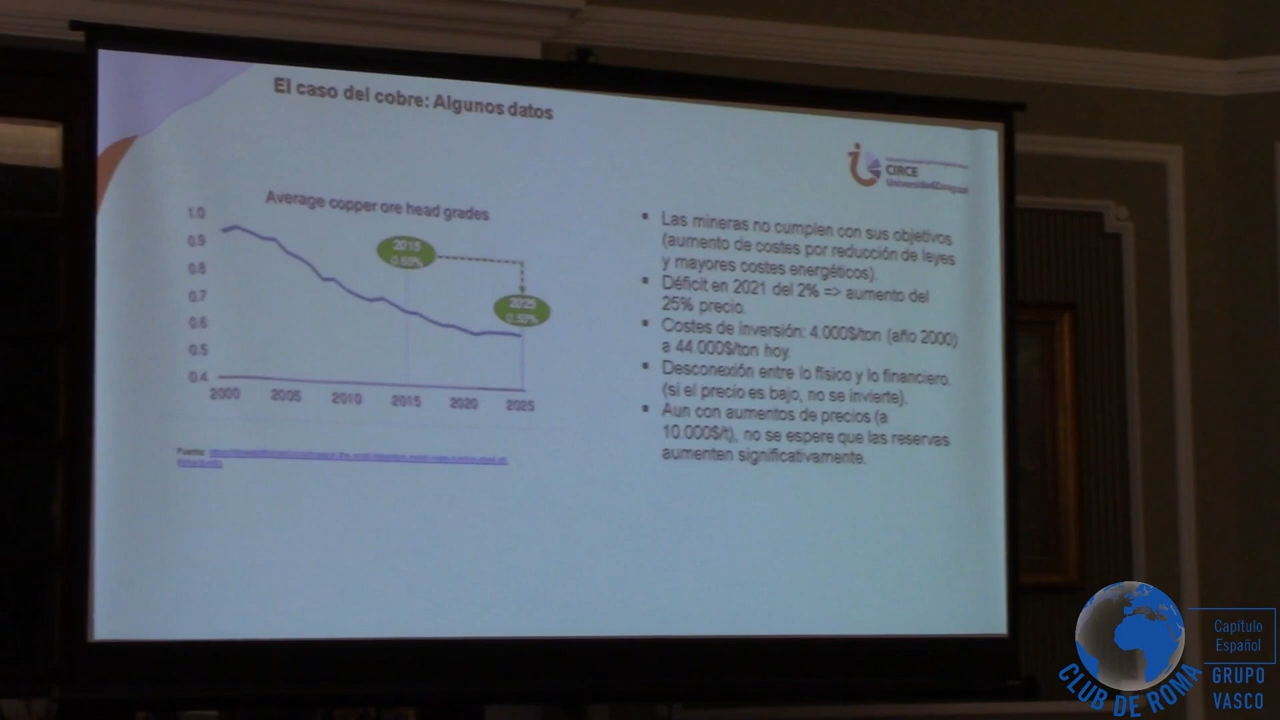 El caso del cobre: Algunos datos
CIRCE
Average copper ore head grades
1.0
0.9
0.8
0.7
0.6
0.5
0.4
2000 2005 2010 2015 2020 2025
2015
2025
Fuente:
▪ Las mineras no cumplen con sus objetivos
(aumento de costes por reducción de leyes
y mayores costes energéticos).
▪ Déficit en 2021 del 2% => aumento del
25% precio.
▪ Costes de inversión: 4.000$/ton (año 2000)
a 44.000$/ton hoy.
▪ Desconexión entre lo físico y lo financiero.
(si el precio es bajo, no se invierte).
▪ Aun con aumentos de precios (a
10.000$/t), no se espere que las reservas
aumenten significativamente.
CLUB DE ROMA
Capítulo
Español
GRUPO
VASCO